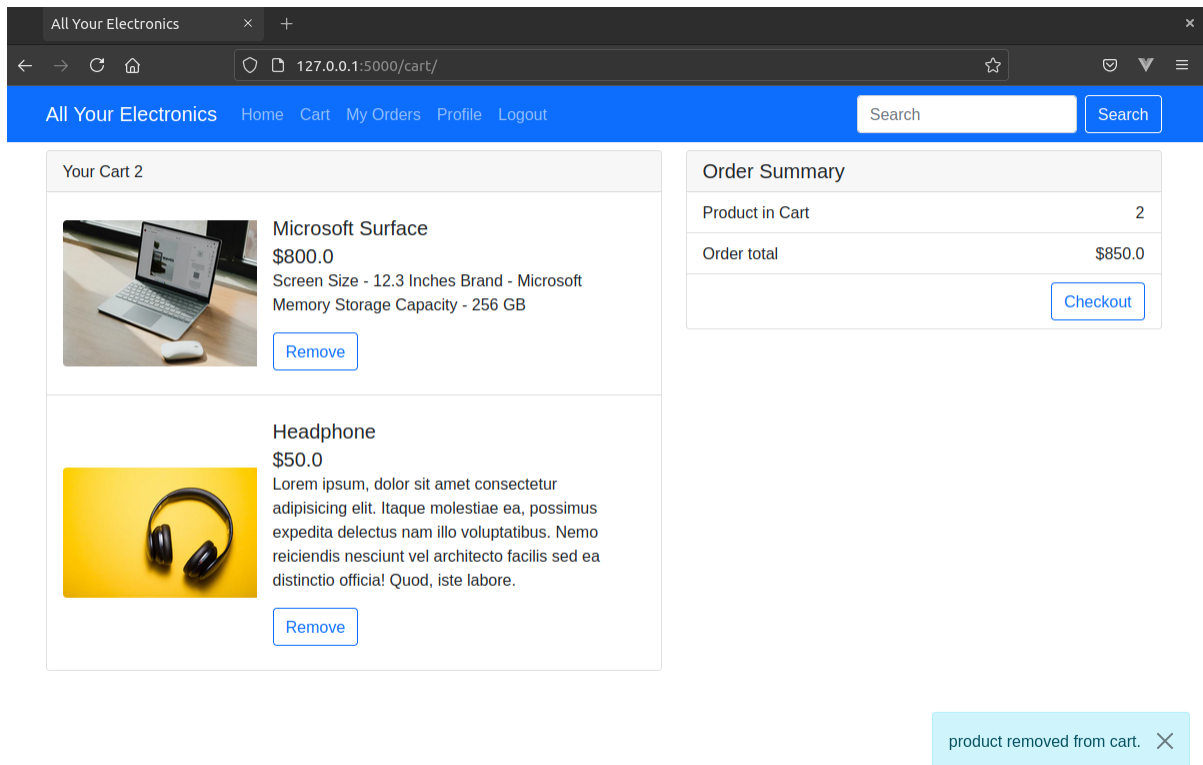 All Your Electronics
127.0.0.1:5000/cart/
All Your Electronics Home Cart My Orders Profile Logout Search Search
Your Cart 2
Microsoft Surface
$800.0
Screen Size - 12.3 Inches Brand - Microsoft
Memory Storage Capacity - 256 GB
Remove
Headphone
$50.0
Lorem ipsum, dolor sit amet consectetur
adipisicing elit. Itaque molestiae ea, possimus
expedita delectus nam illo voluptatibus. Nemo
reiciendis nesciunt vel architecto facilis sed ea
distinctio officia! Quod, iste labore.
Remove
Order Summary
Product in Cart 2
Order total $850.0
Checkout
product removed from cart.